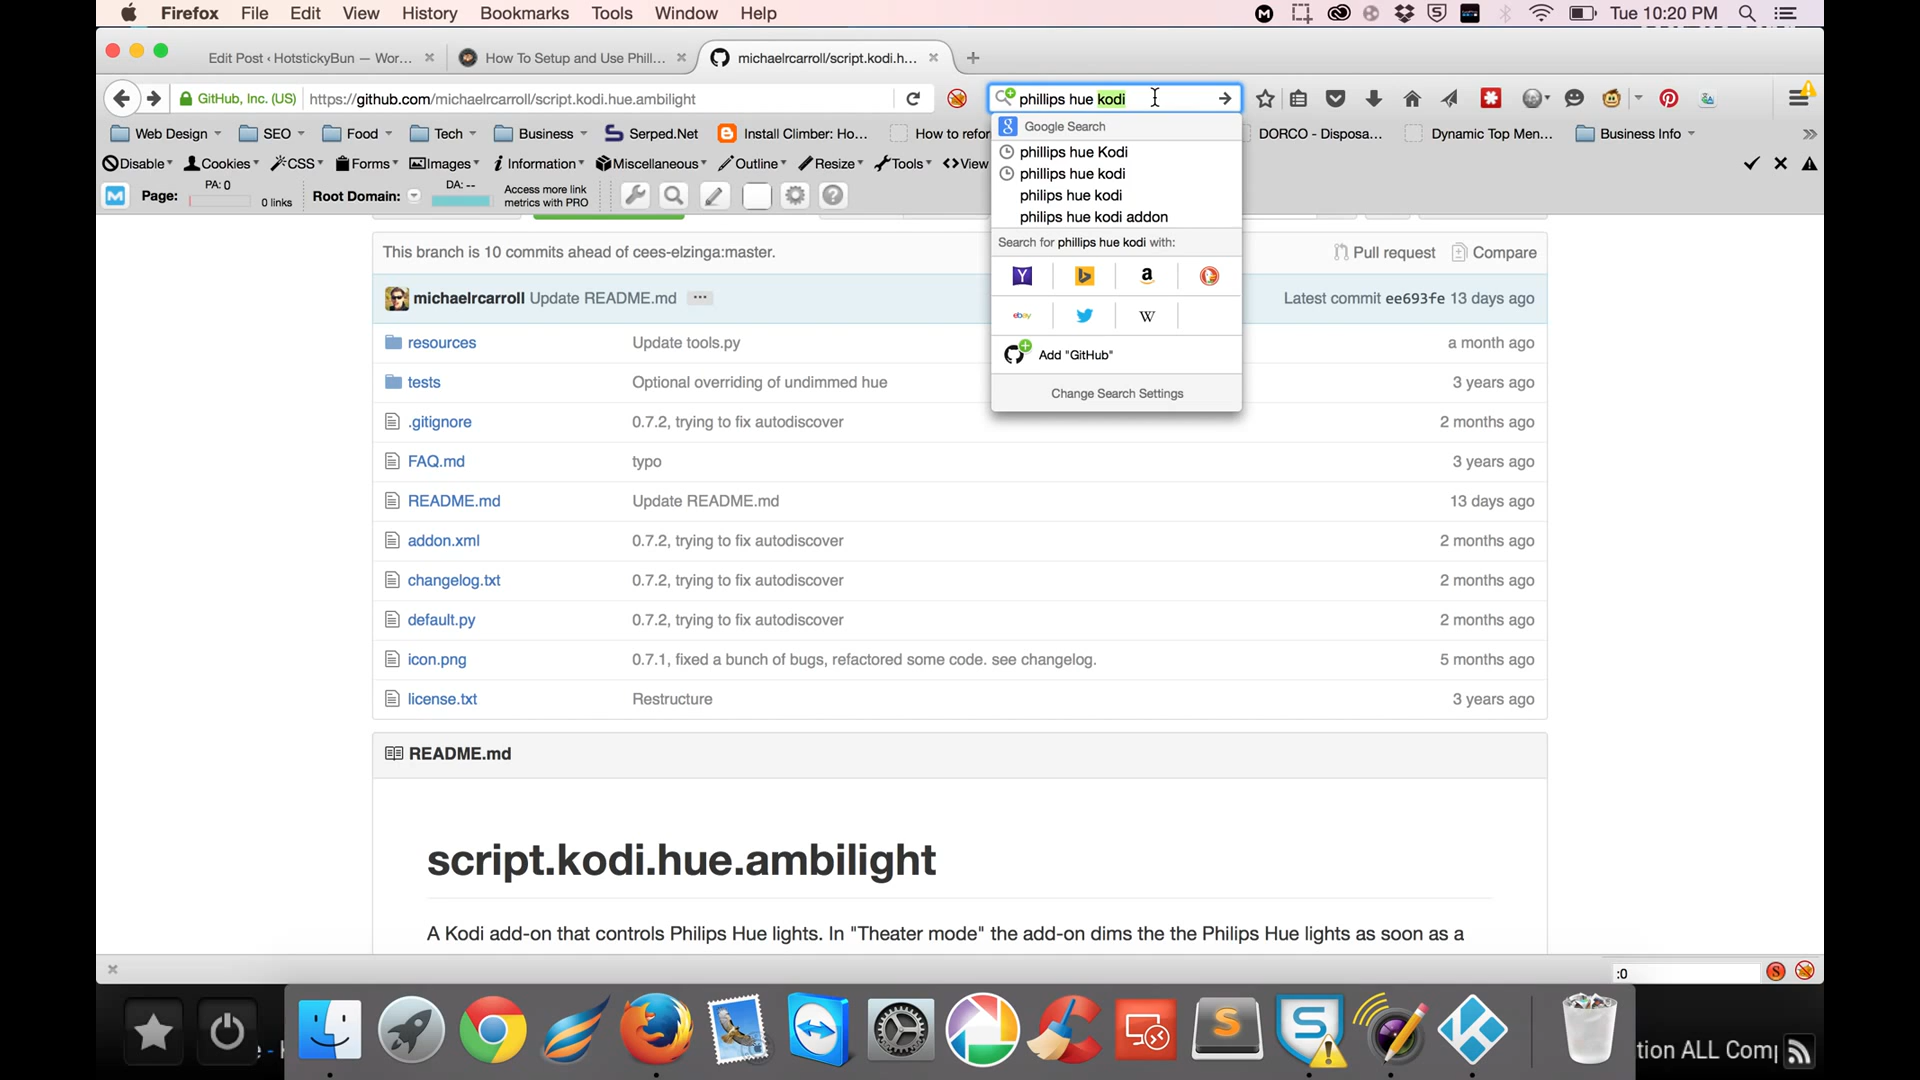 Firefox File Edit View History Bookmarks Tools Window Help Tue 10:20 PM
Edit Post ‹ HotstickyBun — Wor... How To Setup and Use Phill... michaelrcarroll/script.kodi.h...
GitHub, Inc. (US) https://github.com/michaelrcarroll/script.kodi.hue.ambilight phillips hue kodi
Web Design SEO Food Tech Business Serped.Net Install Climber: Ho... How to refor DORCO - Disposa... Dynamic Top Men... Business Info
Disable Cookies CSS Forms Images Information Miscellaneous Outline Resize Tools View
Page: PA: 0 0 links Root Domain: DA: -- Access more link metrics with PRO
Google Search
phillips hue Kodi
phillips hue kodi
philips hue kodi
philips hue kodi addon
Search for phillips hue kodi with:
ebay W
Add "GitHub"
Change Search Settings
This branch is 10 commits ahead of cees-elzinga:master. Pull request Compare
michaelrcarroll Update README.md ... Latest commit ee693fe 13 days ago
resources Update tools.py a month ago
tests Optional overriding of undimmed hue 3 years ago
.gitignore 0.7.2, trying to fix autodiscover 2 months ago
FAQ.md typo 3 years ago
README.md Update README.md 13 days ago
addon.xml 0.7.2, trying to fix autodiscover 2 months ago
changelog.txt 0.7.2, trying to fix autodiscover 2 months ago
default.py 0.7.2, trying to fix autodiscover 2 months ago
icon.png 0.7.1, fixed a bunch of bugs, refactored some code. see changelog. 5 months ago
license.txt Restructure 3 years ago
README.md
script.kodi.hue.ambilight
A Kodi add-on that controls Philips Hue lights. In "Theater mode" the add-on dims the the Philips Hue lights as soon as a
:0
tion ALL Comp